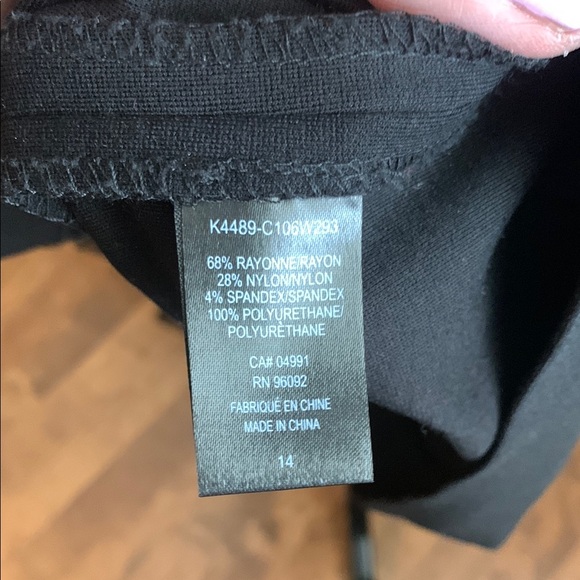 K4489-C106W293
68% RAYONNE/RAYON
28% NYLON/NYLON
4% SPANDEX/SPANDEX
100% POLYURETHANE/
POLYURÈTHANE
CA# 04991
RN 96092
FABRIQUÉ EN CHINE
MADE IN CHINA
14